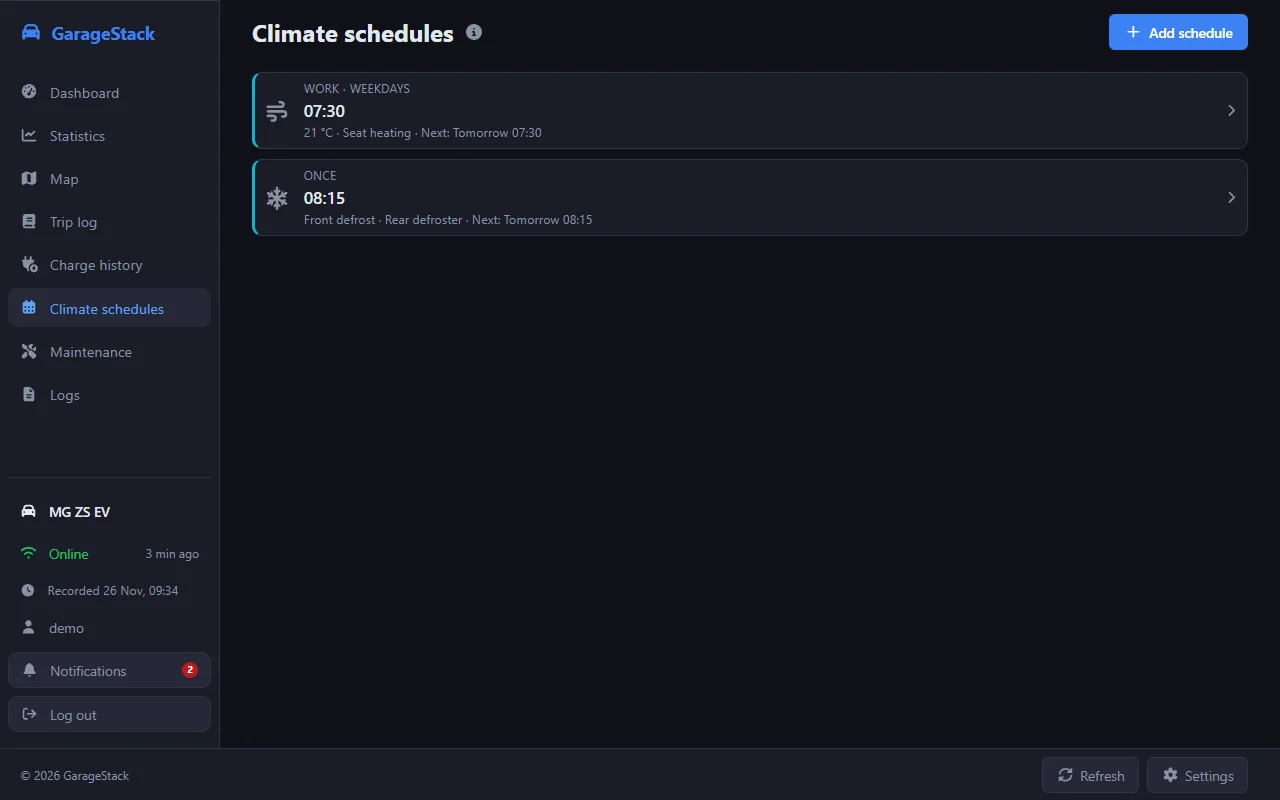 GarageStack
Dashboard
Statistics
Map
Trip log
Charge history
Climate schedules
Maintenance
Logs
MG ZS EV
Online 3 min ago
Recorded 26 Nov, 09:34
demo
Notifications 2
Log out
Climate schedules
Add schedule
WORK · WEEKDAYS
07:30
21 °C · Seat heating · Next: Tomorrow 07:30
ONCE
08:15
Front defrost · Rear defroster · Next: Tomorrow 08:15
© 2026 GarageStack
Refresh
Settings